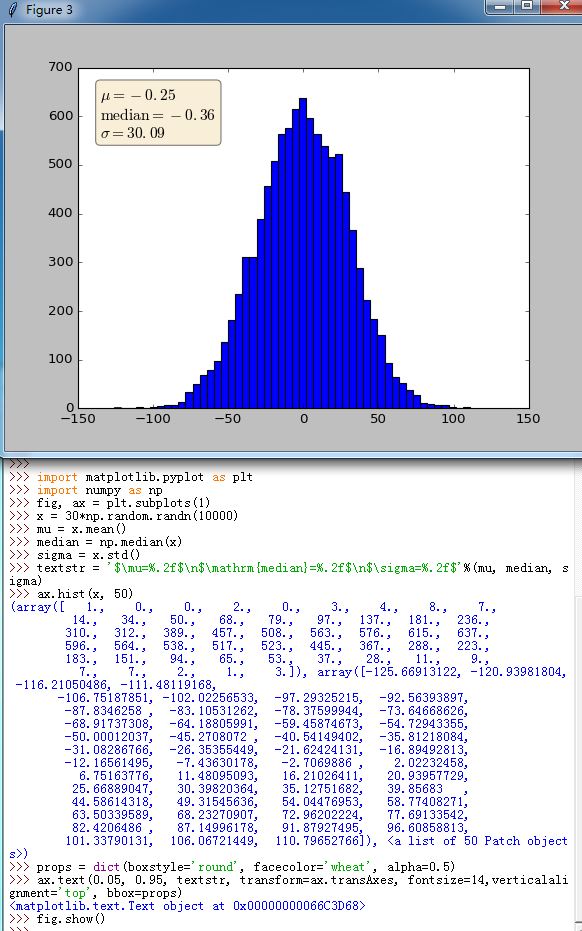 Figure 3
700
600
500
400
300
200
100
0
μ = −0.25
median = −0.36
σ = 30.09
−150 −100 −50 0 50 100 150
>>>
>>> import matplotlib.pyplot as plt
>>> import numpy as np
>>> fig, ax = plt.subplots(1)
>>> x = 30*np.random.randn(10000)
>>> mu = x.mean()
>>> median = np.median(x)
>>> sigma = x.std()
>>> textstr = '$\mu=%.2f$\n$\mathrm{median}=%.2f$\n$\sigma=%.2f$'%(mu, median, s
igma)
>>> ax.hist(x, 50)
(array([ 1., 0., 0., 2., 0., 3., 4., 8., 7.,
14., 34., 50., 68., 79., 97., 137., 181., 236.,
310., 312., 389., 457., 508., 563., 576., 615., 637.,
596., 564., 538., 517., 523., 445., 367., 288., 223.,
183., 151., 94., 65., 53., 37., 28., 11., 9.,
7., 7., 2., 1., 3.]), array([-125.66913122, -120.93981804,
-116.21050486, -111.48119168,
-106.75187851, -102.02256533, -97.29325215, -92.56393897,
-87.8346258 , -83.10531262, -78.37599944, -73.64668626,
-68.91737308, -64.18805991, -59.45874673, -54.72943355,
-50.00012037, -45.2708072 , -40.54149402, -35.81218084,
-31.08286766, -26.35355449, -21.62424131, -16.89492813,
-12.16561495, -7.43630178, -2.7069886 , 2.02232458,
6.75163776, 11.48095093, 16.21026411, 20.93957729,
25.66889047, 30.39820364, 35.12751682, 39.85683 ,
44.58614318, 49.31545636, 54.04476953, 58.77408271,
63.50339589, 68.23270907, 72.96202224, 77.69133542,
82.4206486 , 87.14996178, 91.87927495, 96.60858813,
101.33790131, 106.06721449, 110.79652766]), <a list of 50 Patch object
s>)
>>> props = dict(boxstyle='round', facecolor='wheat', alpha=0.5)
>>> ax.text(0.05, 0.95, textstr, transform=ax.transAxes, fontsize=14,verticalali
gnment='top', bbox=props)
<matplotlib.text.Text object at 0x00000000066C3D68>
>>> fig.show()
>>>